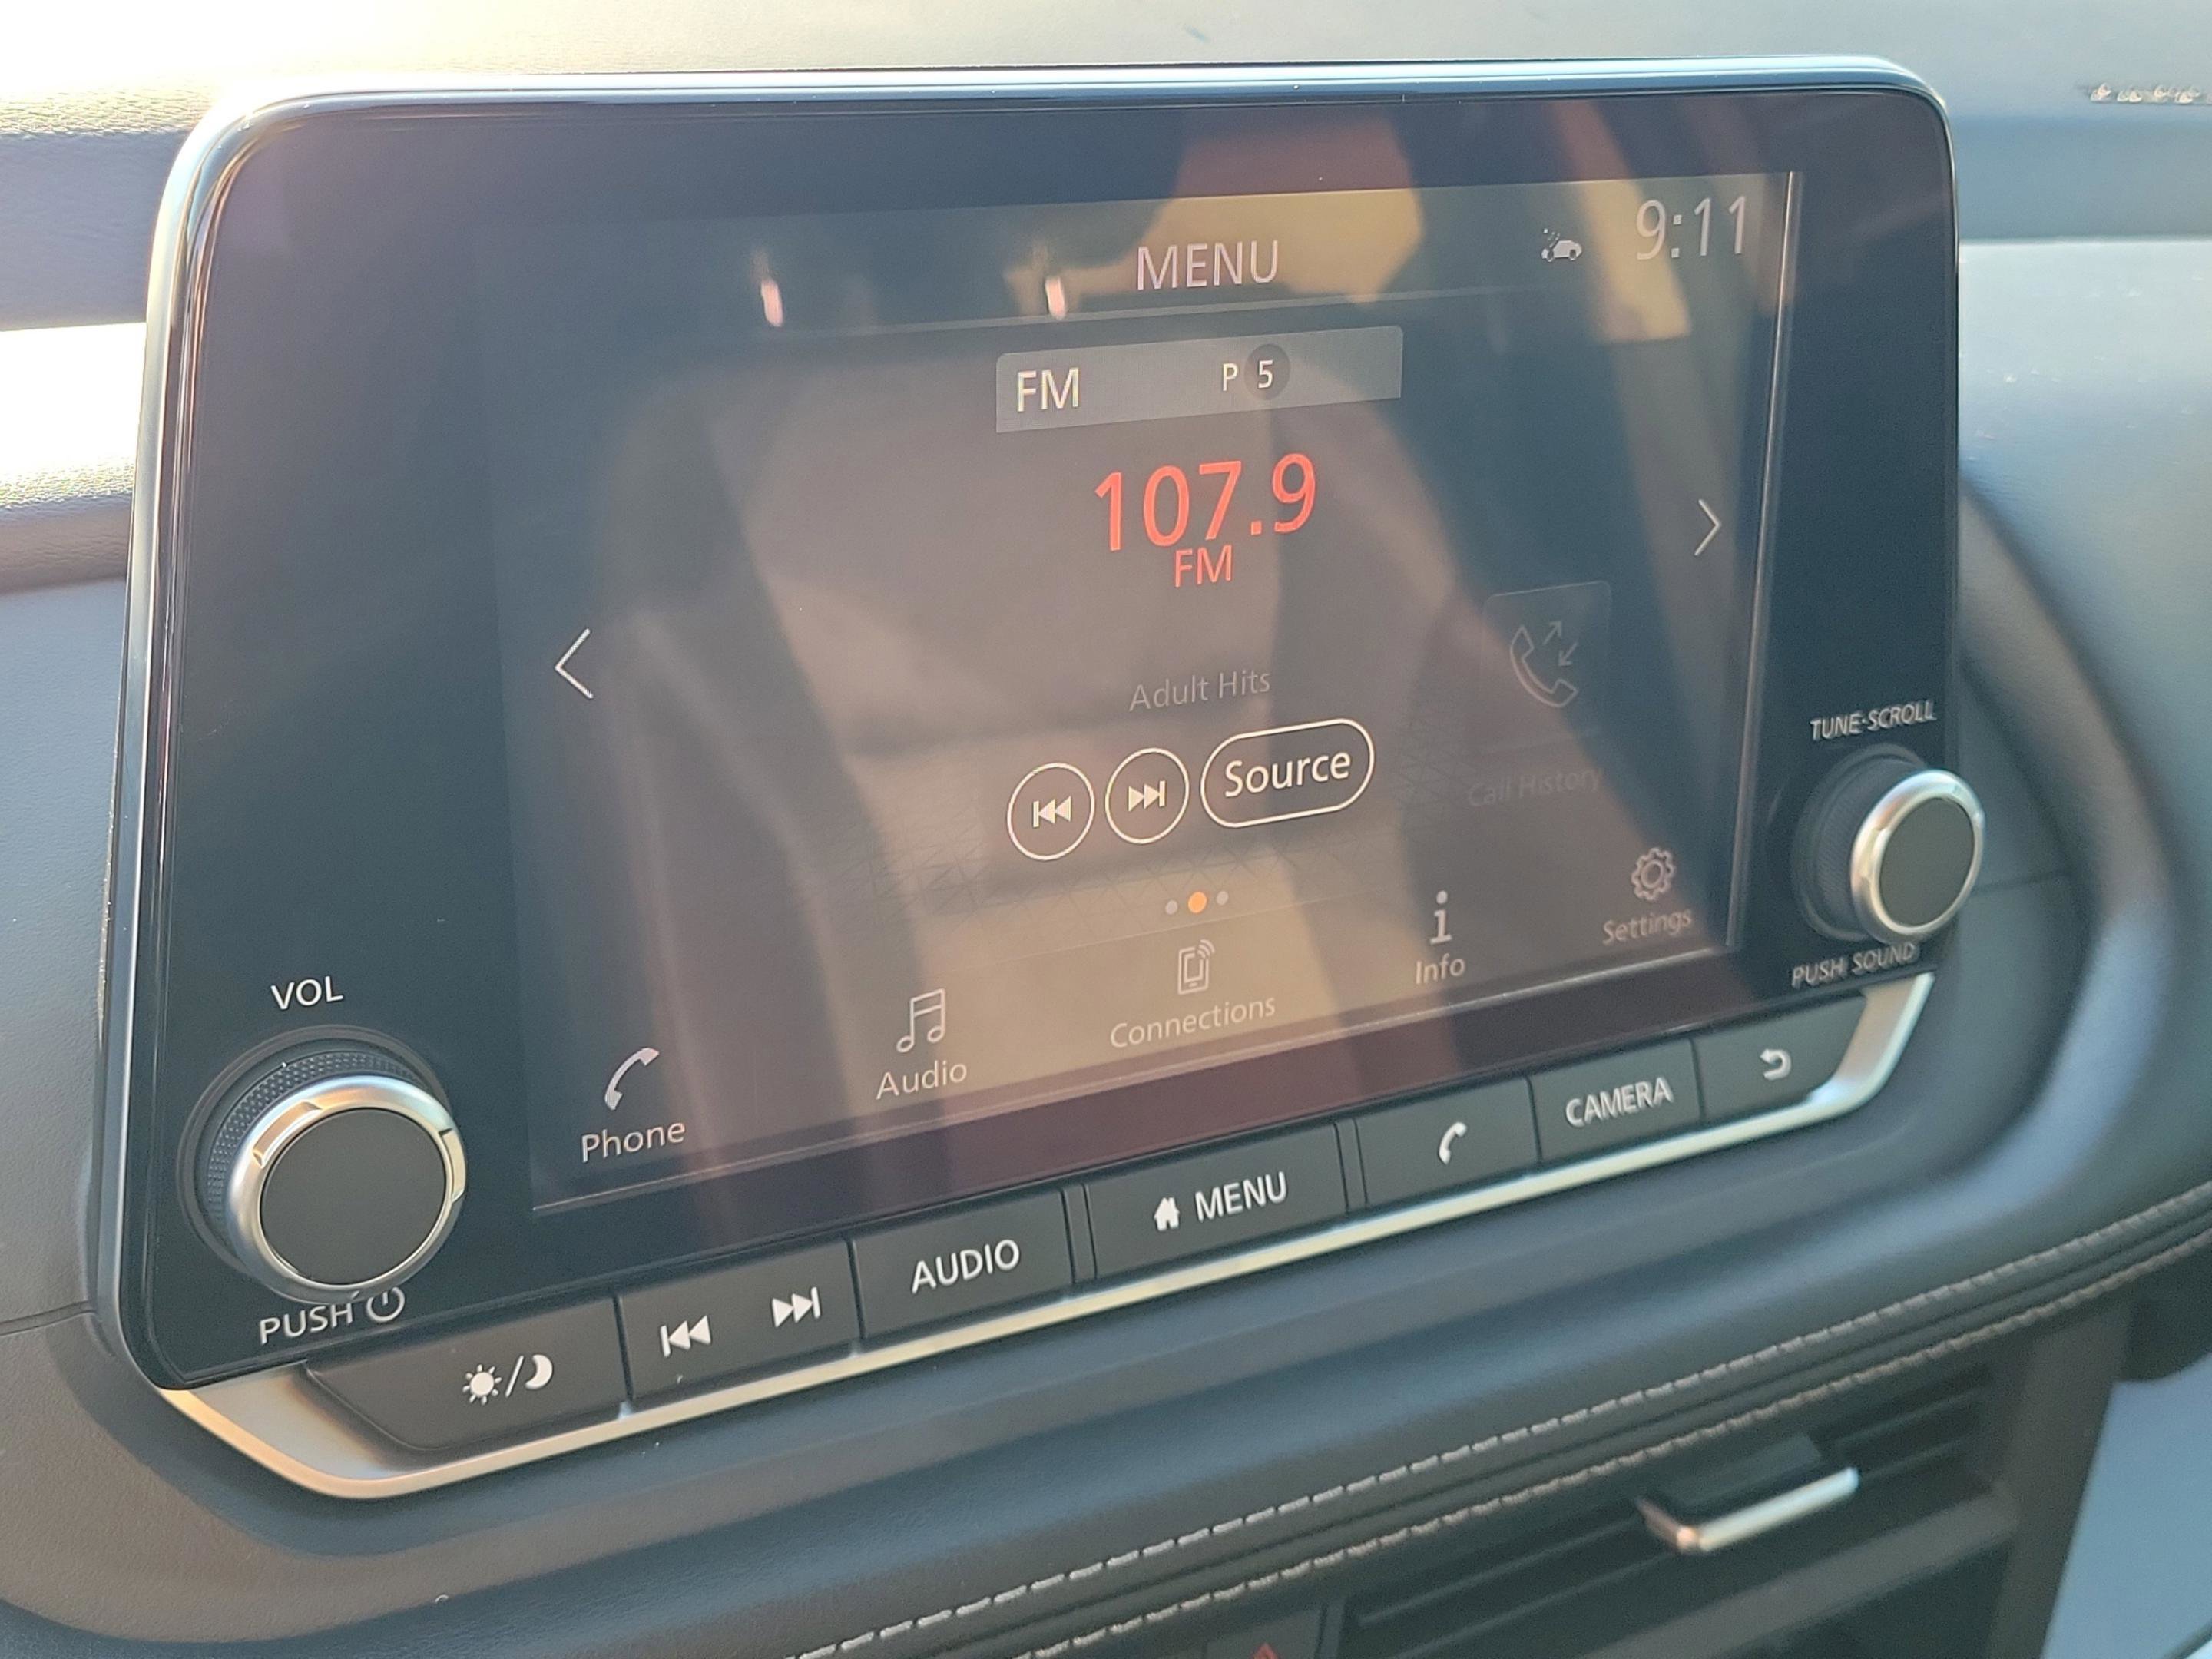 MENU
9:11
FM P 5
107.9
FM
Adult Hits
Source
Call History
Phone
Audio
Connections
Info
Settings
VOL
PUSH
TUNE·SCROLL
PUSH SOUND
AUDIO
MENU
CAMERA